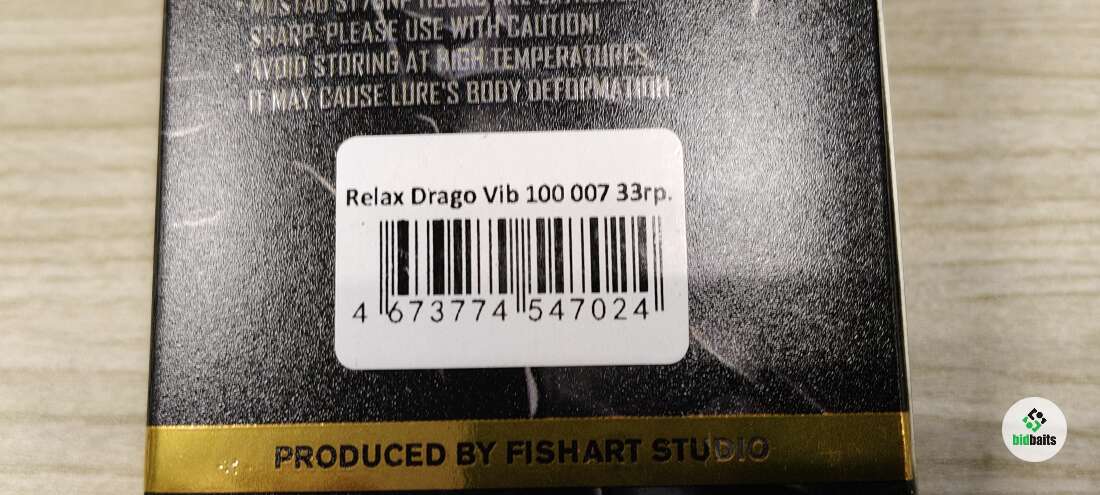 • MUSTAD
SHARP. PLEASE USE WITH CAUTION!
• AVOID STORING AT HIGH TEMPERATURES,
IT MAY CAUSE LURE'S BODY DEFORMATION
Relax Drago Vib 100 007 33гр.
4 673774 547024
PRODUCED BY FISHART STUDIO
bidbaits